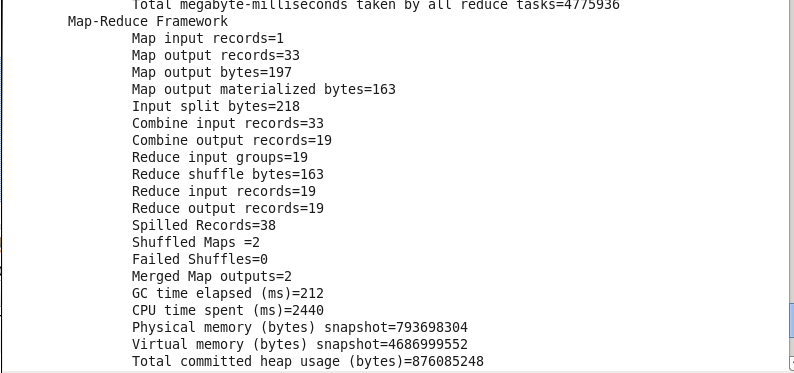 Total megabyte-milliseconds taken by all reduce tasks=4775936
Map-Reduce Framework
Map input records=1
Map output records=33
Map output bytes=197
Map output materialized bytes=163
Input split bytes=218
Combine input records=33
Combine output records=19
Reduce input groups=19
Reduce shuffle bytes=163
Reduce input records=19
Reduce output records=19
Spilled Records=38
Shuffled Maps =2
Failed Shuffles=0
Merged Map outputs=2
GC time elapsed (ms)=212
CPU time spent (ms)=2440
Physical memory (bytes) snapshot=793698304
Virtual memory (bytes) snapshot=4686999552
Total committed heap usage (bytes)=876085248